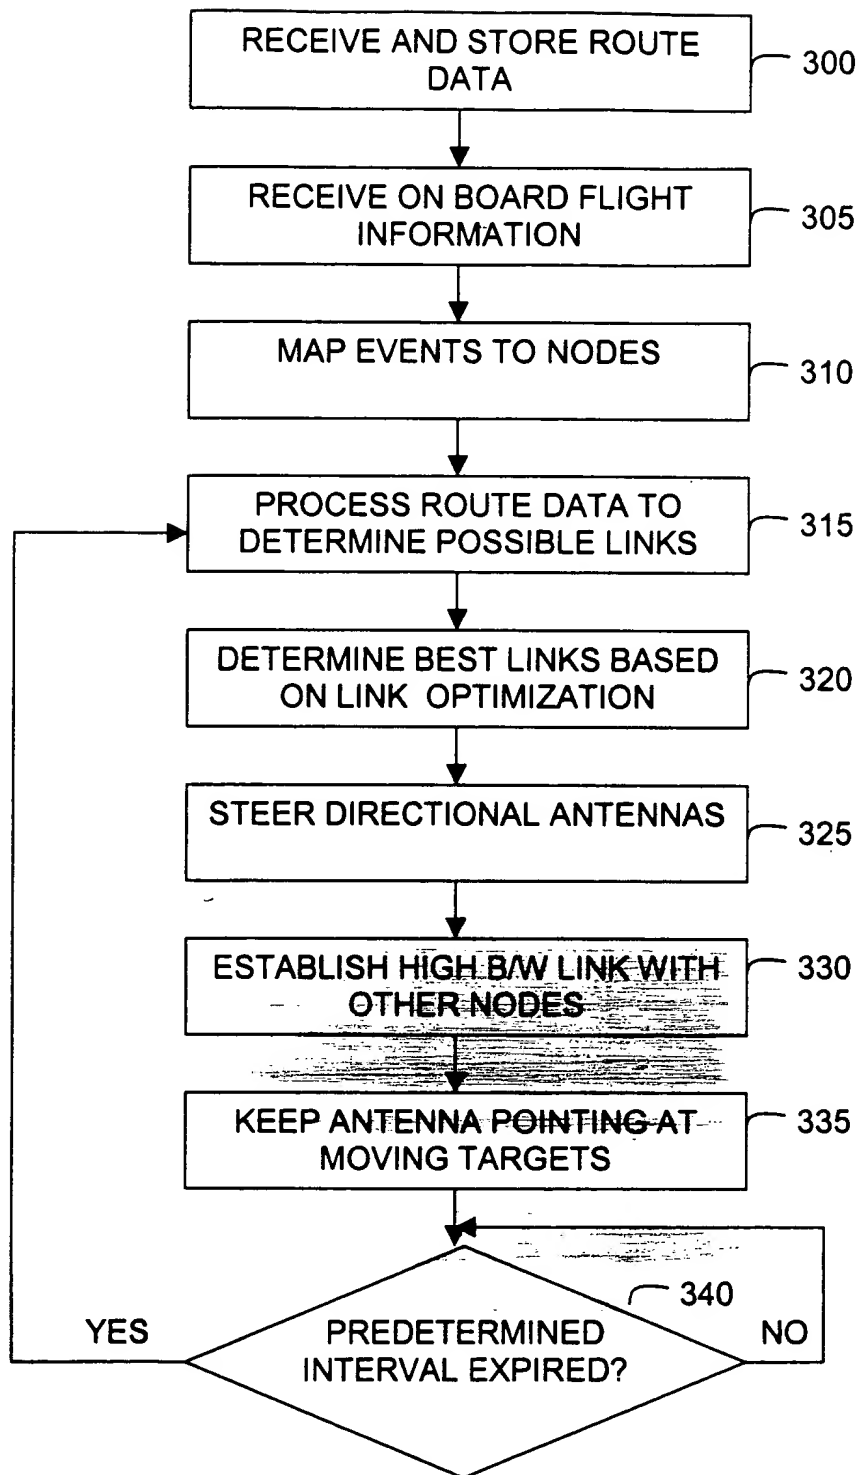 RECEIVE AND STORE ROUTE
DATA
300
RECEIVE ON BOARD FLIGHT
INFORMATION
305
MAP EVENTS TO NODES
310
PROCESS ROUTE DATA TO
DETERMINE POSSIBLE LINKS
315
DETERMINE BEST LINKS BASED
ON LINK OPTIMIZATION
320
STEER DIRECTIONAL ANTENNAS
325
ESTABLISH HIGH B/W LINK WITH
OTHER NODES
330
KEEP ANTENNA POINTING AT
MOVING TARGETS
335
340
YES
PREDETERMINED
INTERVAL EXPIRED?
NO